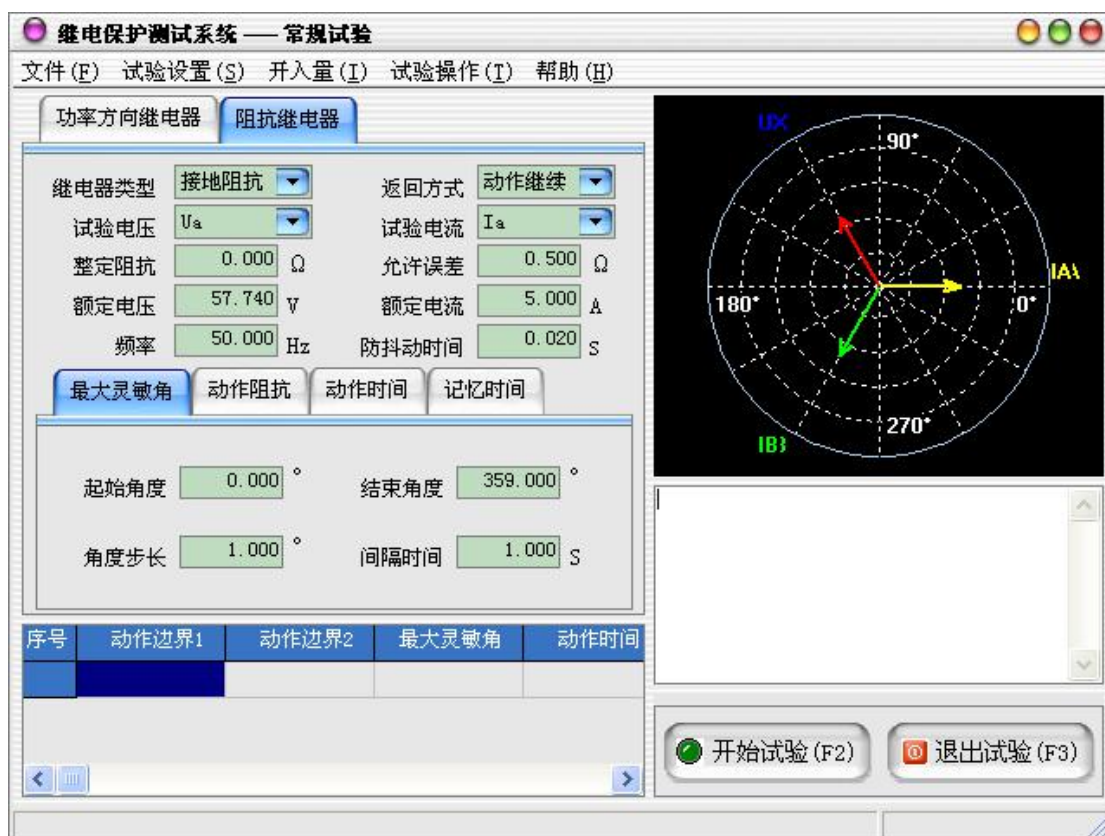 继电保护测试系统 — 常规试验
文件(F) 试验设置(S) 开入量(I) 试验操作(T) 帮助(H)
功率方向继电器 阻抗继电器
继电器类型 接地阻抗 返回方式 动作继续
试验电压 Ua 试验电流 Ia
整定阻抗 0.000 Ω 允许误差 0.500 Ω
额定电压 57.740 V 额定电流 5.000 A
频率 50.000 Hz 防抖动时间 0.020 S
最大灵敏角 动作阻抗 动作时间 记忆时间
起始角度 0.000 ° 结束角度 359.000 °
角度步长 1.000 ° 间隔时间 1.000 S
序号 动作边界1 动作边界2 最大灵敏角 动作时间
90°
180°
0°
270°
开始试验(F2) 退出试验(F3)